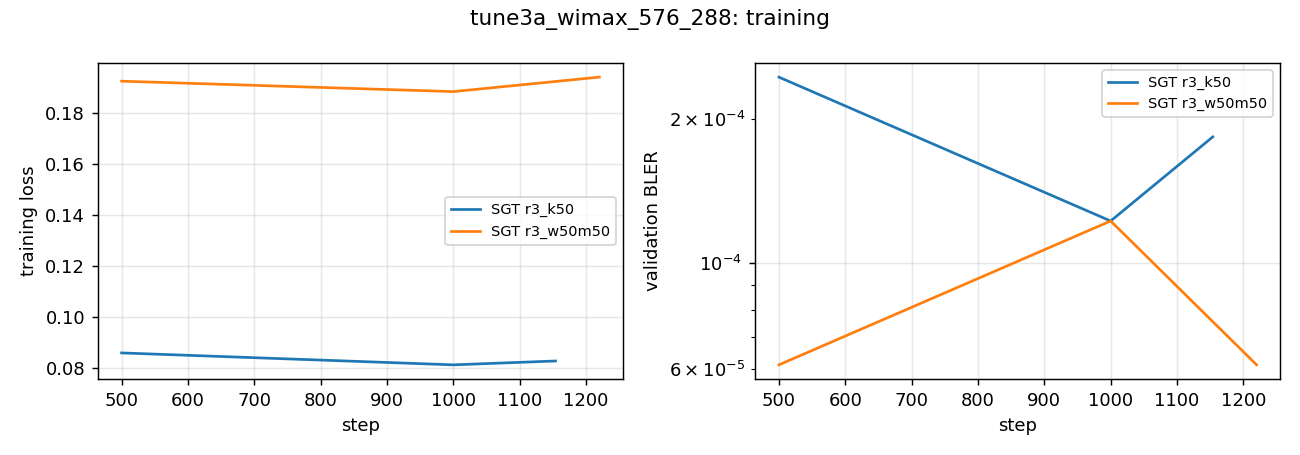 tune3a_wimax_576_288: training
training loss
0.18
0.16
0.14
0.12
0.10
0.08
500 600 700 800 900 1000 1100 1200
step
SGT r3_k50
SGT r3_w50m50
validation BLER
2 × 10⁻⁴
10⁻⁴
6 × 10⁻⁵
500 600 700 800 900 1000 1100 1200
step
SGT r3_k50
SGT r3_w50m50